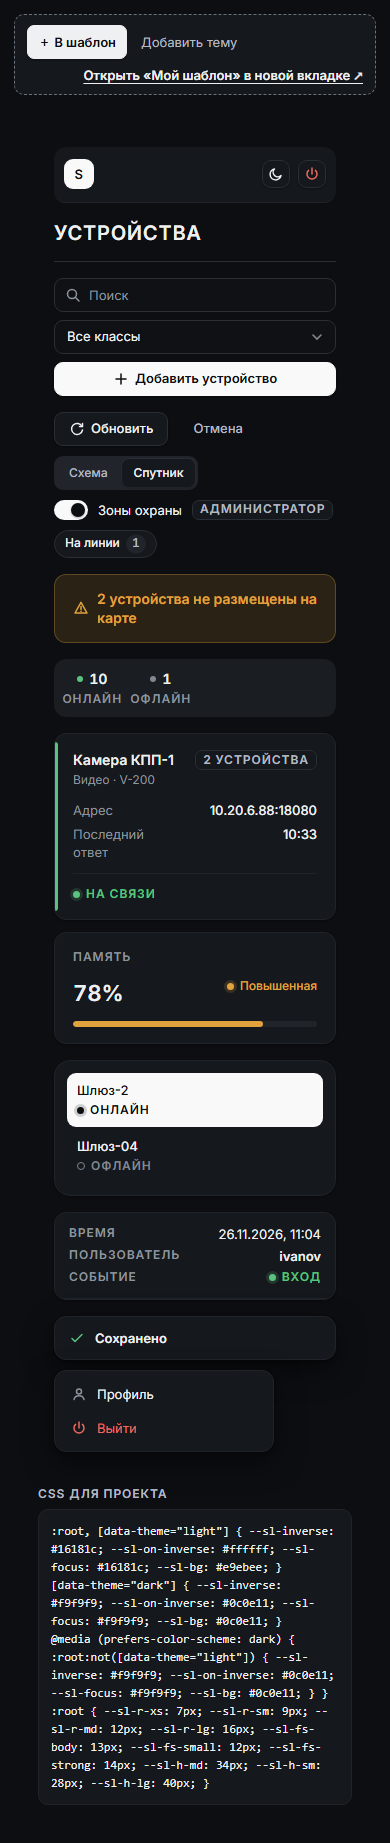 + В шаблон Добавить тему
Открыть «Мой шаблон» в новой вкладке ↗
S
УСТРОЙСТВА
Поиск
Все классы
+ Добавить устройство
Обновить Отмена
Схема Спутник
Зоны охраны АДМИНИСТРАТОР
На линии 1
2 устройства не размещены на
карте
10 1
ОНЛАЙН ОФЛАЙН
Камера КПП-1 2 УСТРОЙСТВА
Видео · V-200
Адрес 10.20.6.88:18080
Последний 10:33
ответ
НА СВЯЗИ
ПАМЯТЬ
78% Повышенная
Шлюз-2
ОНЛАЙН
Шлюз-04
ОФЛАЙН
ВРЕМЯ 26.11.2026, 11:04
ПОЛЬЗОВАТЕЛЬ ivanov
СОБЫТИЕ ВХОД
Сохранено
Профиль
Выйти
CSS ДЛЯ ПРОЕКТА
:root, [data-theme="light"] { --sl-inverse:
#16181c; --sl-on-inverse: #ffffff; --sl-
focus: #16181c; --sl-bg: #e9ebee; }
[data-theme="dark"] { --sl-inverse:
#f9f9f9; --sl-on-inverse: #0c0e11; --sl-
focus: #f9f9f9; --sl-bg: #0c0e11; }
@media (prefers-color-scheme: dark) {
:root:not([data-theme="light"]) { --sl-
inverse: #f9f9f9; --sl-on-inverse: #0c0e11;
--sl-focus: #f9f9f9; --sl-bg: #0c0e11; } }
:root { --sl-r-xs: 7px; --sl-r-sm: 9px; --
sl-r-md: 12px; --sl-r-lg: 16px; --sl-fs-
body: 13px; --sl-fs-small: 12px; --sl-fs-
strong: 14px; --sl-h-md: 34px; --sl-h-sm:
28px; --sl-h-lg: 40px; }